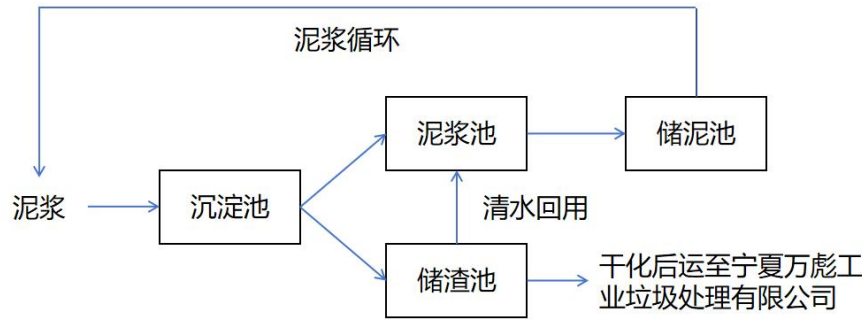 泥浆循环
泥浆池
储泥池
泥浆
沉淀池
清水回用
储渣池
干化后运至宁夏万彪工
业垃圾处理有限公司